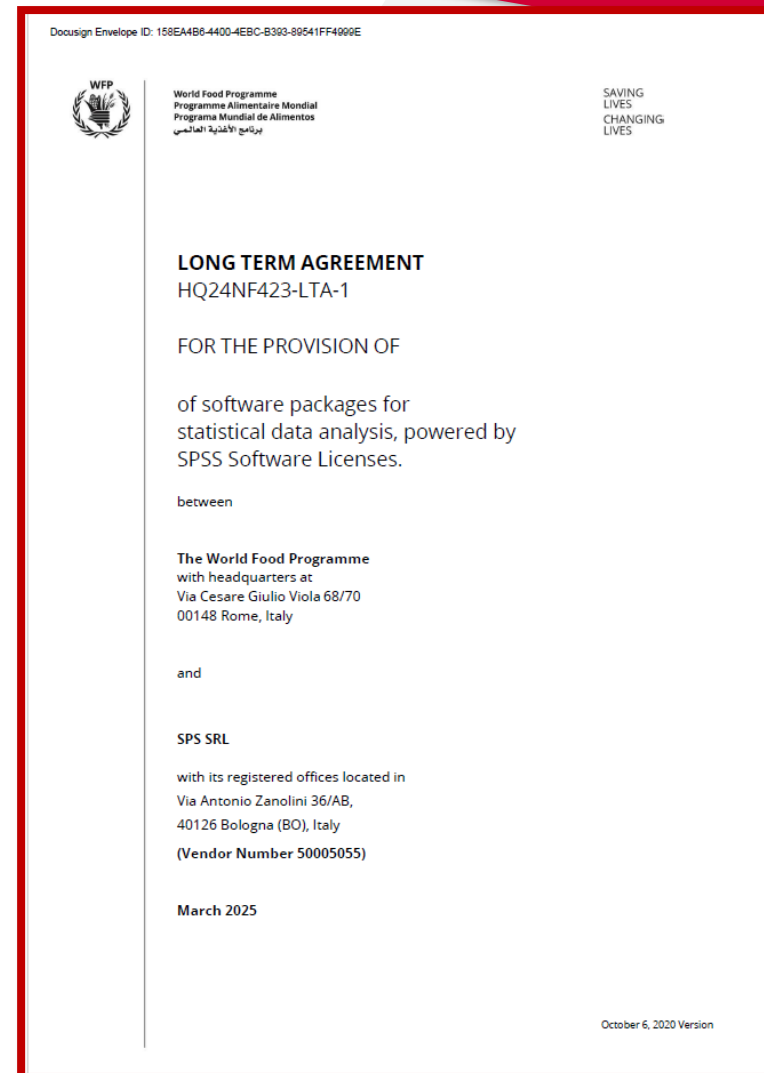 Docusign Envelope ID: 158EA4B6-4400-4EBC-B393-89541FF4999E
WFP
World Food Programme
Programme Alimentaire Mondial
Programa Mundial de Alimentos
برنامج الأغذية العالمي
SAVING
LIVES
CHANGING
LIVES
LONG TERM AGREEMENT
HQ24NF423-LTA-1
FOR THE PROVISION OF
of software packages for
statistical data analysis, powered by
SPSS Software Licenses.
between
The World Food Programme
with headquarters at
Via Cesare Giulio Viola 68/70
00148 Rome, Italy
and
SPS SRL
with its registered offices located in
Via Antonio Zanolini 36/AB,
40126 Bologna (BO), Italy
(Vendor Number 50005055)
March 2025
October 6, 2020 Version